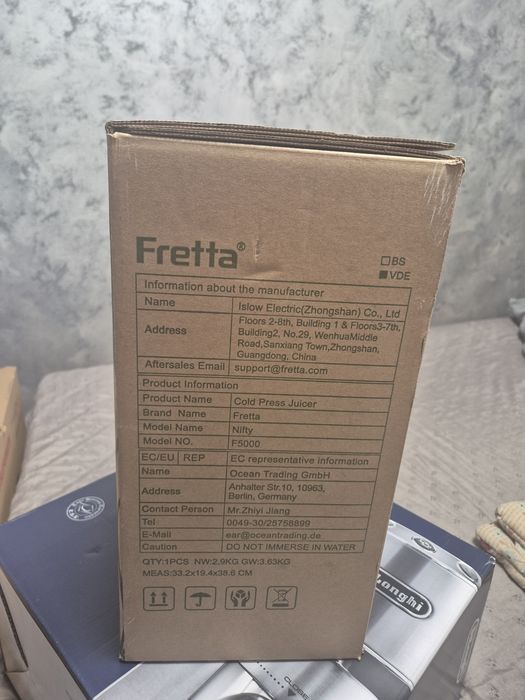 Fretta®
BS
VDE
Information about the manufacturer
Name Islow Electric(Zhongshan) Co., Ltd
Address Floors 2-8th, Building 1 & Floors3-7th,
Building2, No.29, WenhuaMiddle
Road,Sanxiang Town,Zhongshan,
Guangdong, China
Aftersales Email support@fretta.com
Product Information
Product Name Cold Press Juicer
Brand Name Fretta
Model Name Nifty
Model NO. F5000
EC/EU REP EC representative information
Name Ocean Trading GmbH
Address Anhalter Str.10, 10963,
Berlin, Germany
Contact Person Mr.Zhiyi Jiang
Tel 0049-30/25758899
E-Mail ear@oceantrading.de
Caution DO NOT IMMERSE IN WATER
QTY:1PCS NW:2.9KG GW:3.63KG
MEAS:33.2x19.4x38.6 CM
Longhi